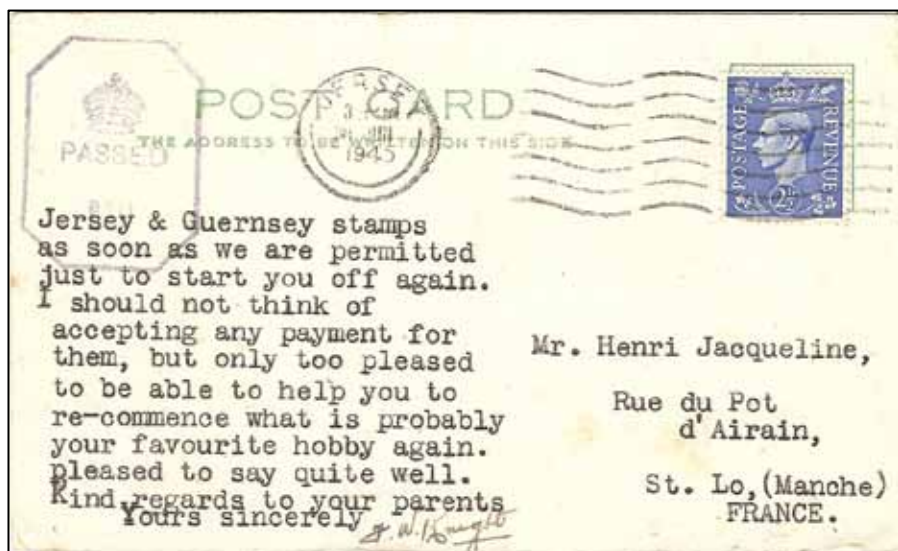 POST CARD
THE ADDRESS TO BE WRITTEN ON THIS SIDE
PASSED
JERSEY
1945
POSTAGE
REVENUE
Jersey & Guernsey stamps
as soon as we are permitted
just to start you off again.
I should not think of
accepting any payment for
them, but only too pleased
to be able to help you to
re-commence what is probably
your favourite hobby again.
pleased to say quite well.
Kind regards to your parents
Yours sincerely
Mr. Henri Jacqueline,
Rue du Pot
d'Airain,
St. Lo,(Manche)
FRANCE.